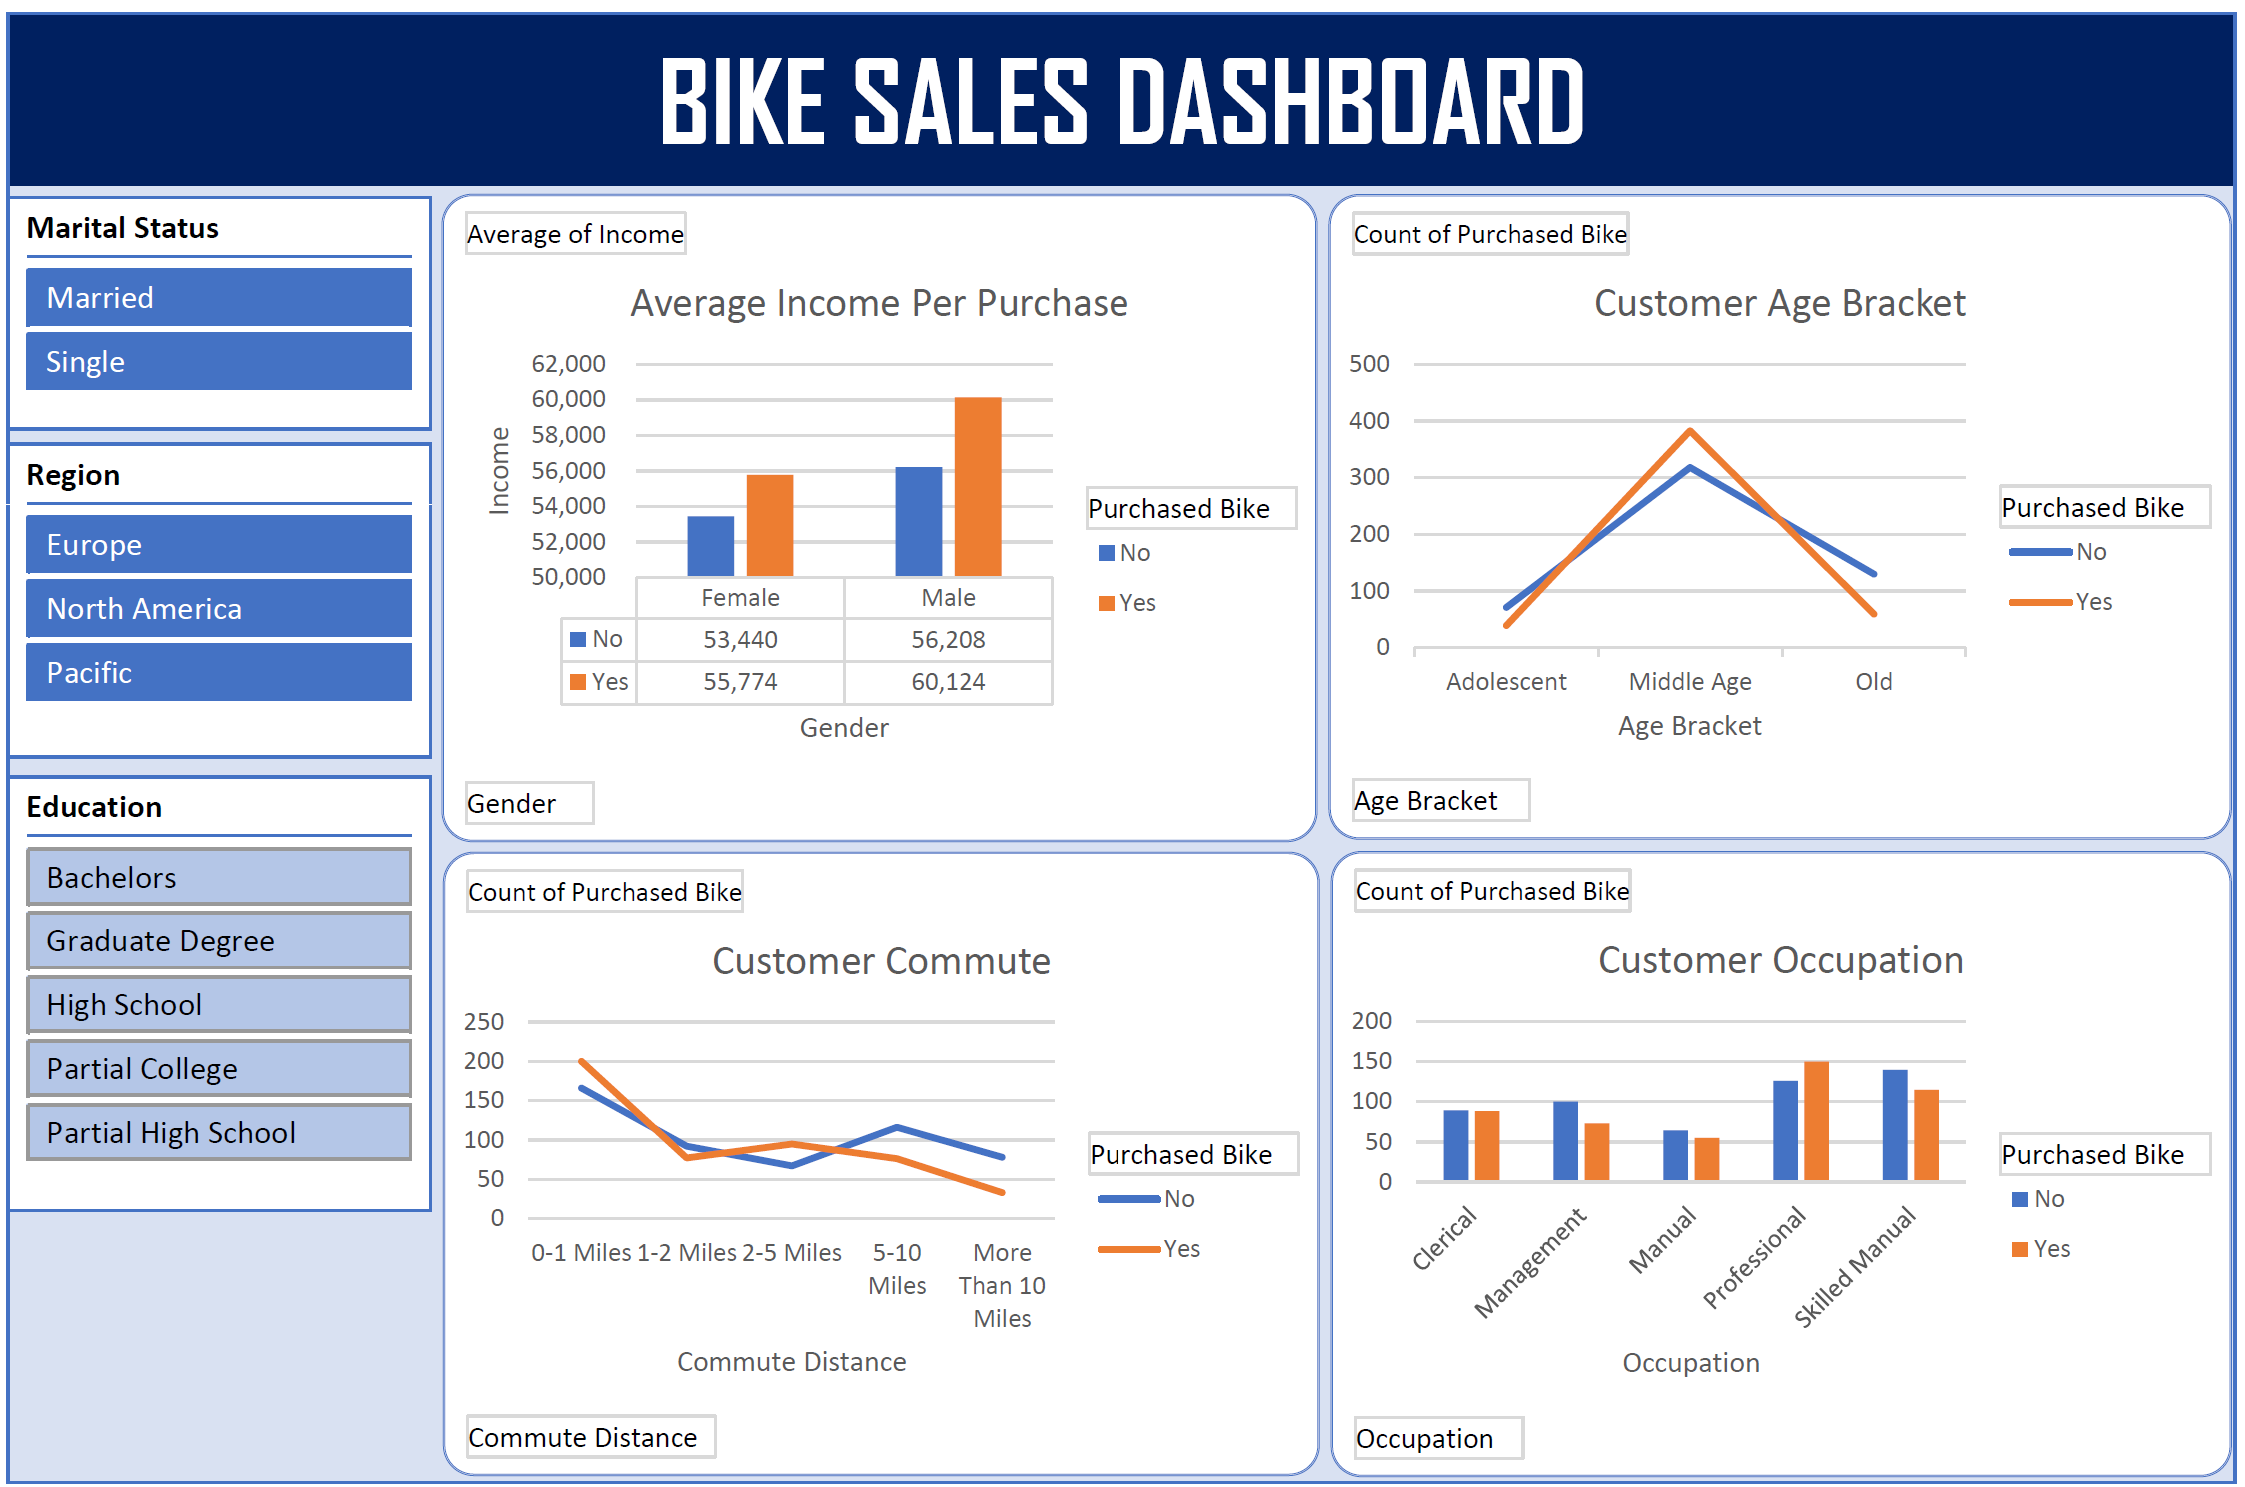 BIKE SALES DASHBOARD
Marital Status
Married
Single
Region
Europe
North America
Pacific
Education
Bachelors
Graduate Degree
High School
Partial College
Partial High School
Average of Income
Average Income Per Purchase
62,000
60,000
58,000
56,000
54,000
52,000
50,000
Income
Female Male
No 53,440 56,208
Yes 55,774 60,124
Gender
Purchased Bike
No
Yes
Gender
Count of Purchased Bike
Customer Age Bracket
500
400
300
200
100
0
Adolescent Middle Age Old
Age Bracket
Purchased Bike
No
Yes
Age Bracket
Count of Purchased Bike
Customer Commute
250
200
150
100
50
0
0-1 Miles 1-2 Miles 2-5 Miles 5-10 More
Miles Than 10
Miles
Commute Distance
Purchased Bike
No
Yes
Commute Distance
Count of Purchased Bike
Customer Occupation
200
150
100
50
0
Clerical
Management
Manual
Professional
Skilled Manual
Occupation
Purchased Bike
No
Yes
Occupation